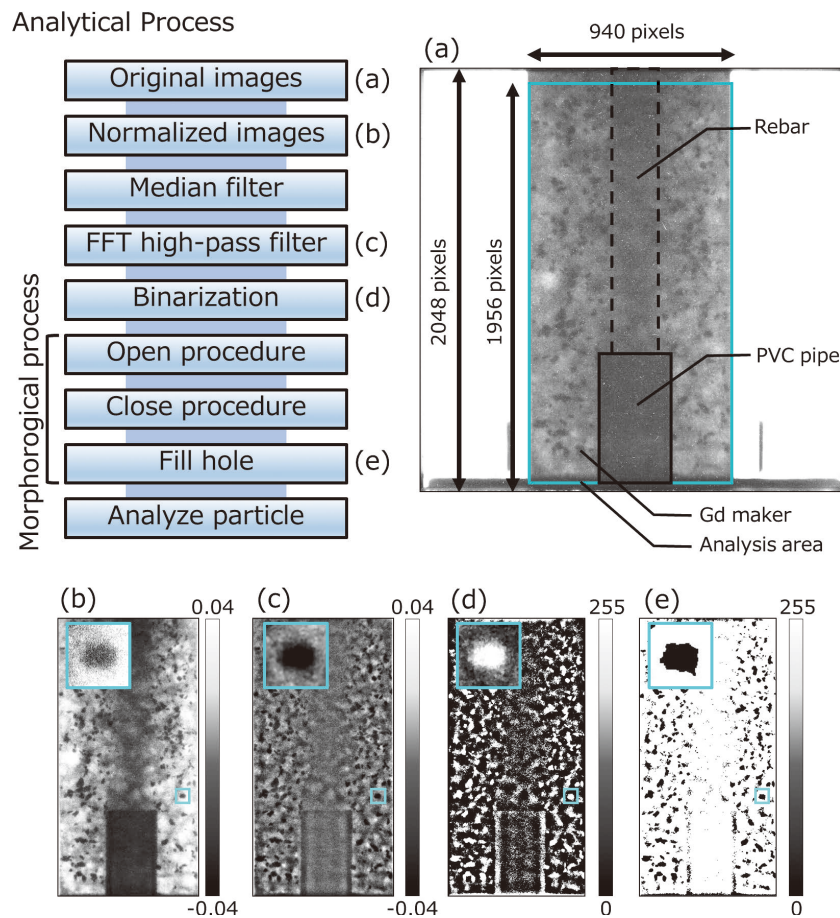 Analytical Process
Original images (a)
Normalized images (b)
Median filter
FFT high-pass filter (c)
Binarization (d)
Morphorogical process
Open procedure
Close procedure
Fill hole (e)
Analyze particle
(a)
940 pixels
2048 pixels
1956 pixels
Rebar
PVC pipe
Gd maker
Analysis area
(b) 0.04
-0.04
(c) 0.04
-0.04
(d) 255
0
(e) 255
0